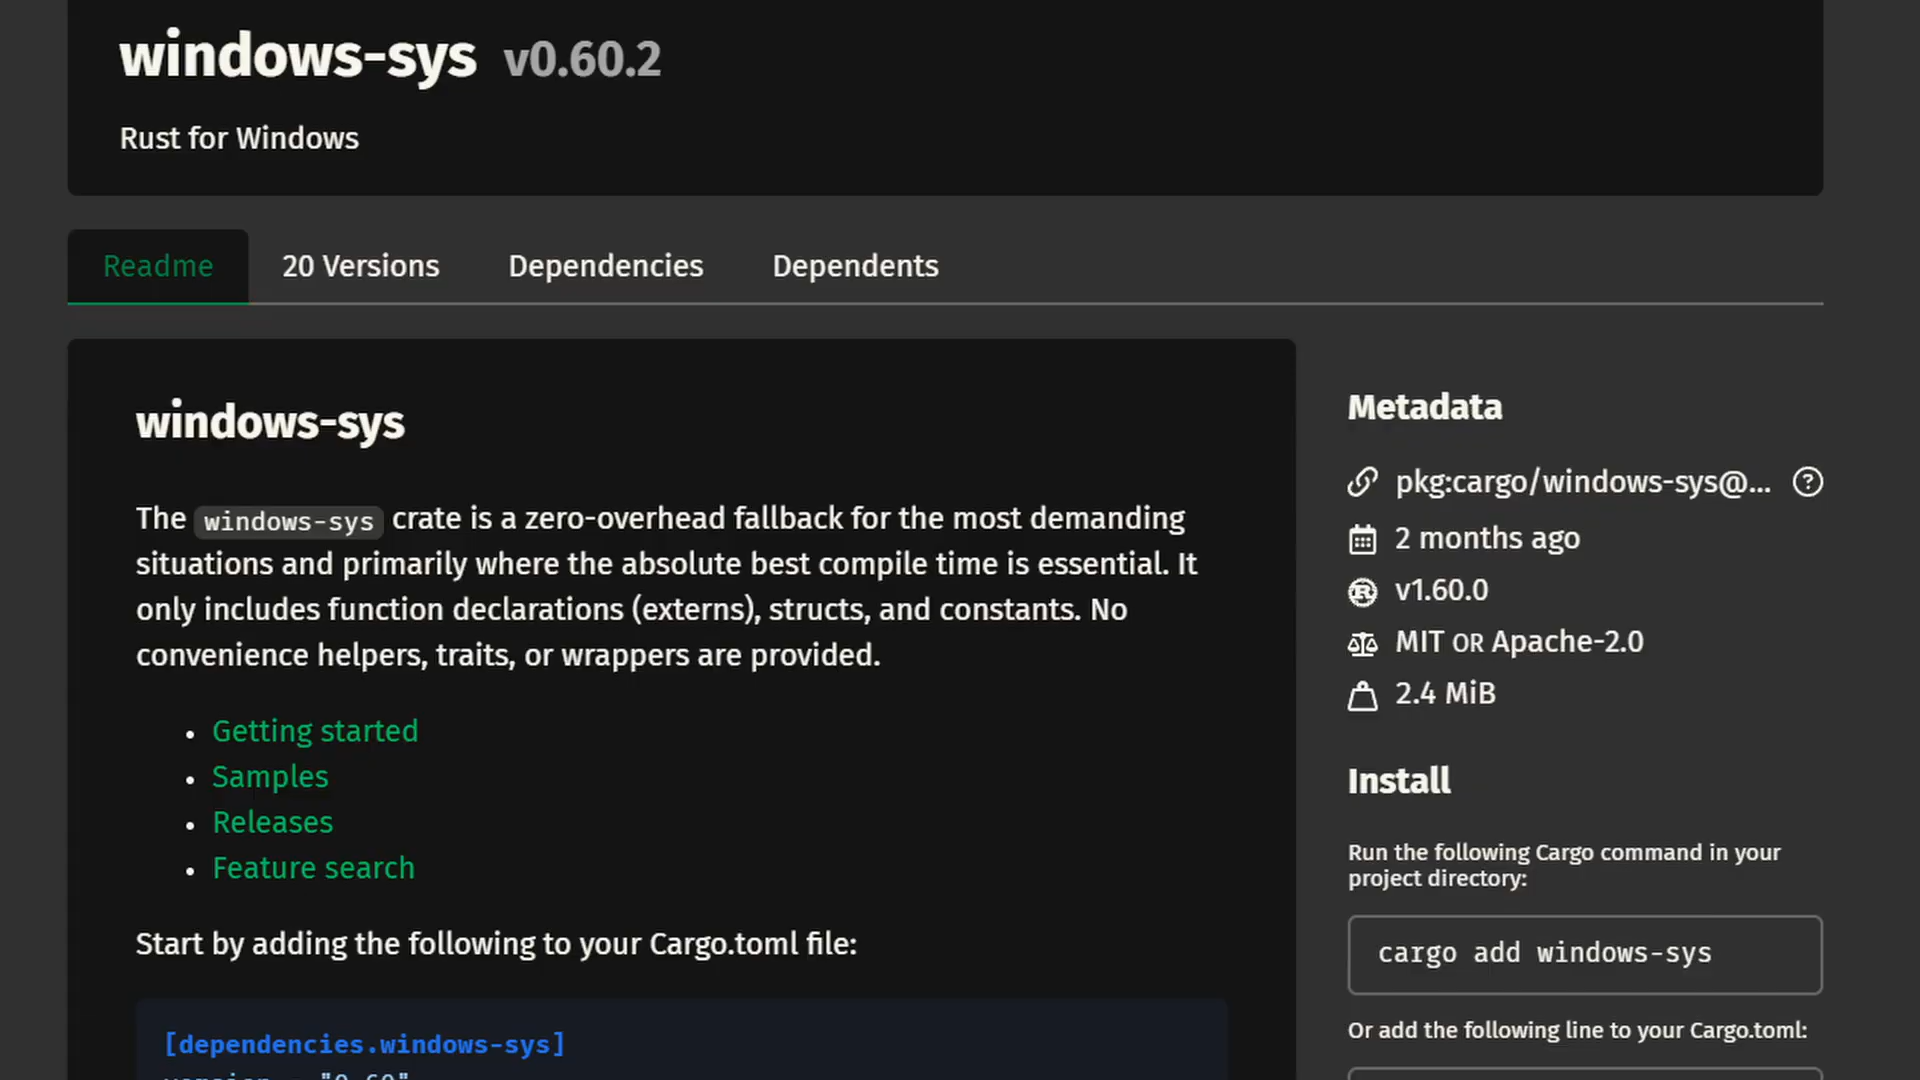 windows-sys v0.60.2
Rust for Windows
Readme 20 Versions Dependencies Dependents
windows-sys
The windows-sys crate is a zero-overhead fallback for the most demanding
situations and primarily where the absolute best compile time is essential. It
only includes function declarations (externs), structs, and constants. No
convenience helpers, traits, or wrappers are provided.
• Getting started
• Samples
• Releases
• Feature search
Start by adding the following to your Cargo.toml file:
[dependencies.windows-sys]
version = "0.60"
Metadata
pkg:cargo/windows-sys@...
2 months ago
v1.60.0
MIT OR Apache-2.0
2.4 MiB
Install
Run the following Cargo command in your
project directory:
cargo add windows-sys
Or add the following line to your Cargo.toml: